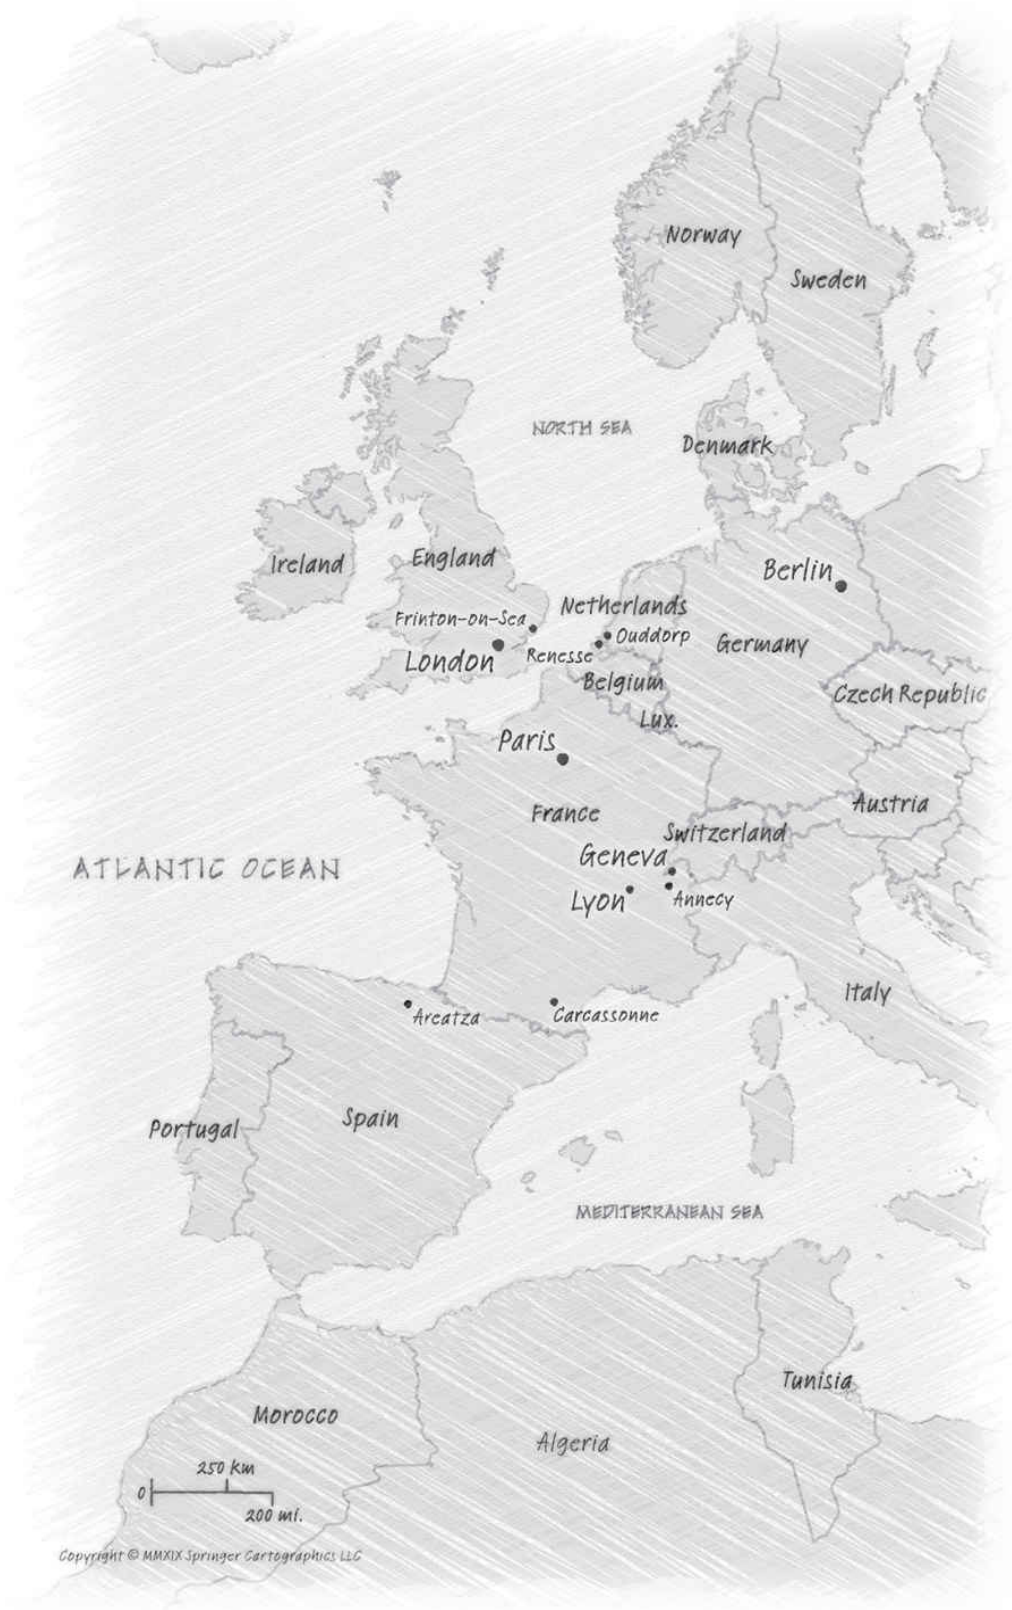 Norway
Sweden
NORTH SEA
Denmark
Ireland
England
Berlin
Netherlands
Frinton-on-Sea
Ouddorp
Germany
London
Renesse
Belgium
Czech Republic
Lux.
Paris
Austria
France
Switzerland
Geneva
ATLANTIC OCEAN
Lyon
Annecy
Italy
Areatza
Carcassonne
Spain
Portugal
MEDITERRANEAN SEA
Tunisia
Morocco
Algeria
250 km
0
200 mi.
Copyright © MMXIX Springer Cartographics LLC